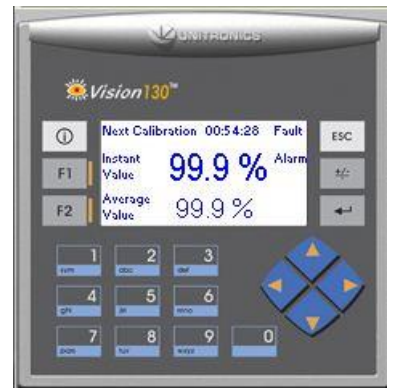 UNITRONICS
Vision130™
Next Calibration 00:54:28 Fault
Instant Value 99.9 % Alarm
Average Value 99.9 %
ESC
F1
+/-
F2
1 2 3
abc def
4 5 6
ghi jkl mno
7 8 9 0
tuv wxyz